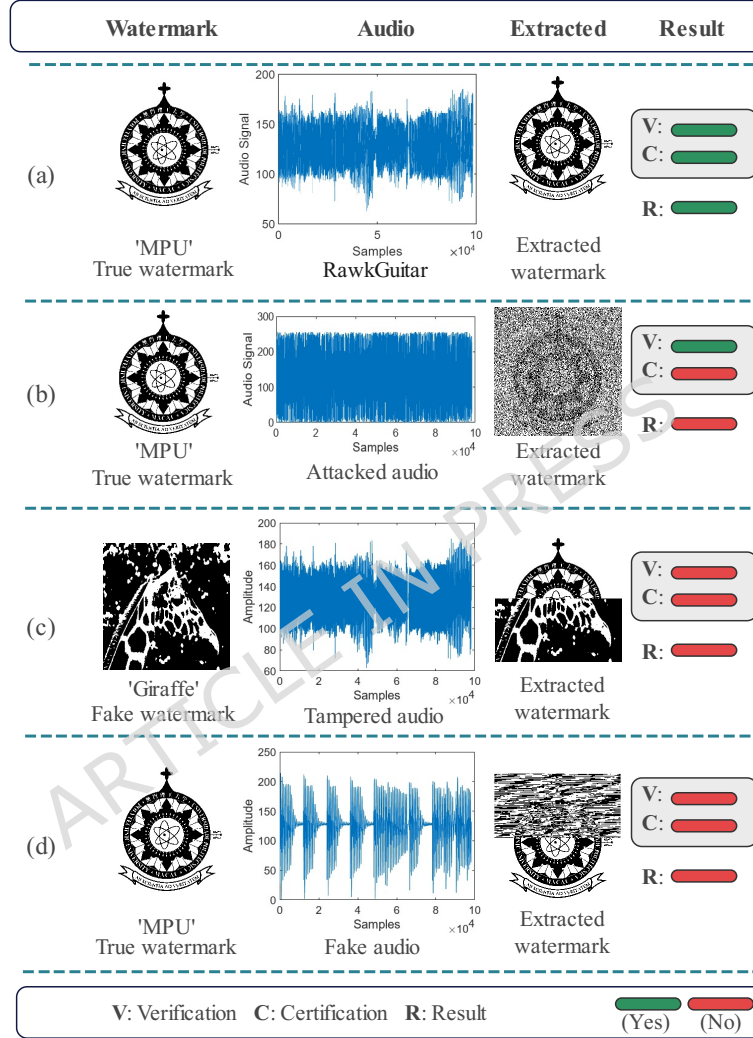 Watermark Audio Extracted Result
(a)
Audio Signal
200
150
100
50
0 5 10
Samples ×10⁴
RawkGuitar
'MPU'
True watermark
Extracted
watermark
V:
C:
R:
(b)
Audio Signal
300
200
100
0
0 2 4 6 8 10
Samples ×10⁴
Attacked audio
'MPU'
True watermark
Extracted
watermark
V:
C:
R:
(c)
Amplitude
200
180
160
140
120
100
80
60
0 2 4 6 8 10
Samples ×10⁴
Tampered audio
'Giraffe'
Fake watermark
Extracted
watermark
V:
C:
R:
(d)
Amplitude
250
200
150
100
50
0
0 2 4 6 8 10
Samples ×10⁴
Fake audio
'MPU'
True watermark
Extracted
watermark
V:
C:
R:
V: Verification C: Certification R: Result
(Yes) (No)
ARTICLE IN PRESS